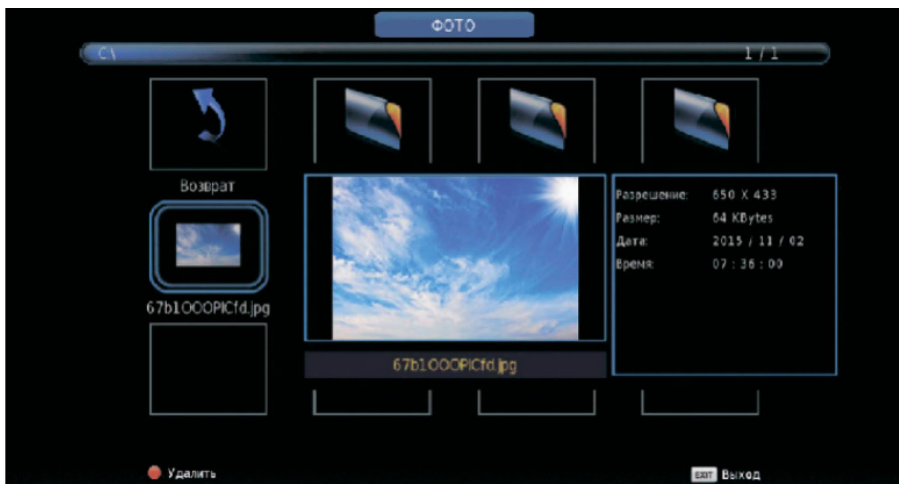 ФОТО
C\ 1 / 1
Возврат
Разрешение: 650 X 433
Размер: 64 KBytes
Дата: 2015 / 11 / 02
Время: 07 : 36 : 00
67b1OOOPICfd.jpg
67b1OOOPICfd.jpg
Удалить
EXIT Выход